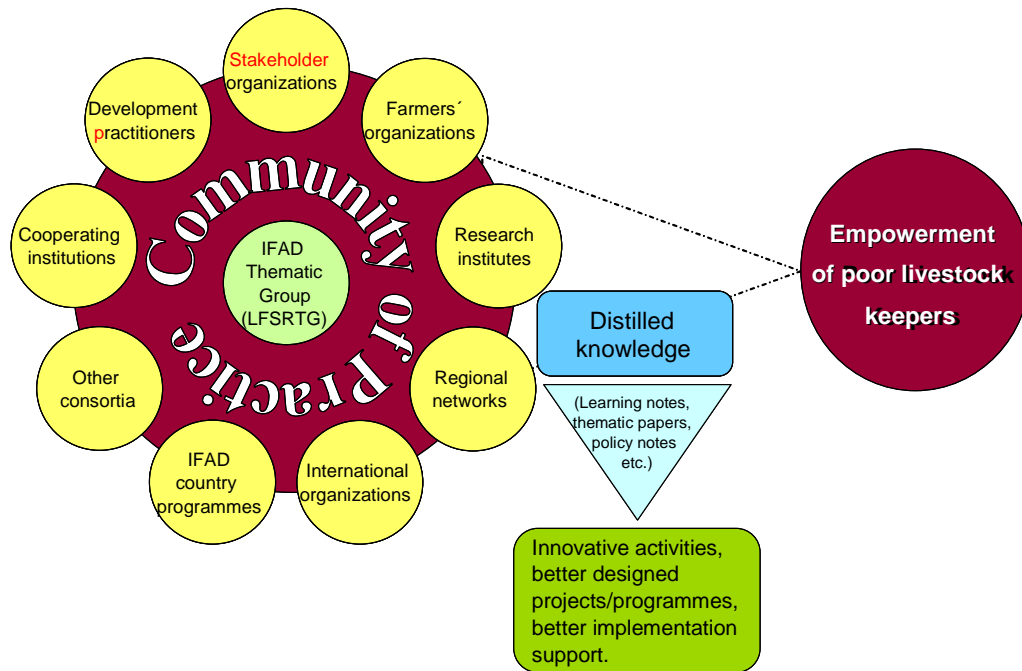 Stakeholder
organizations
Development
practitioners
Farmers´
organizations
Cooperating
institutions
Community of Practice
IFAD
Thematic
Group
(LFSRTG)
Research
institutes
Empowerment
of poor livestock
keepers
Distilled
knowledge
Other
consortia
Regional
networks
(Learning notes,
thematic papers,
policy notes
etc.)
IFAD
country
programmes
International
organizations
Innovative activities,
better designed
projects/programmes,
better implementation
support.